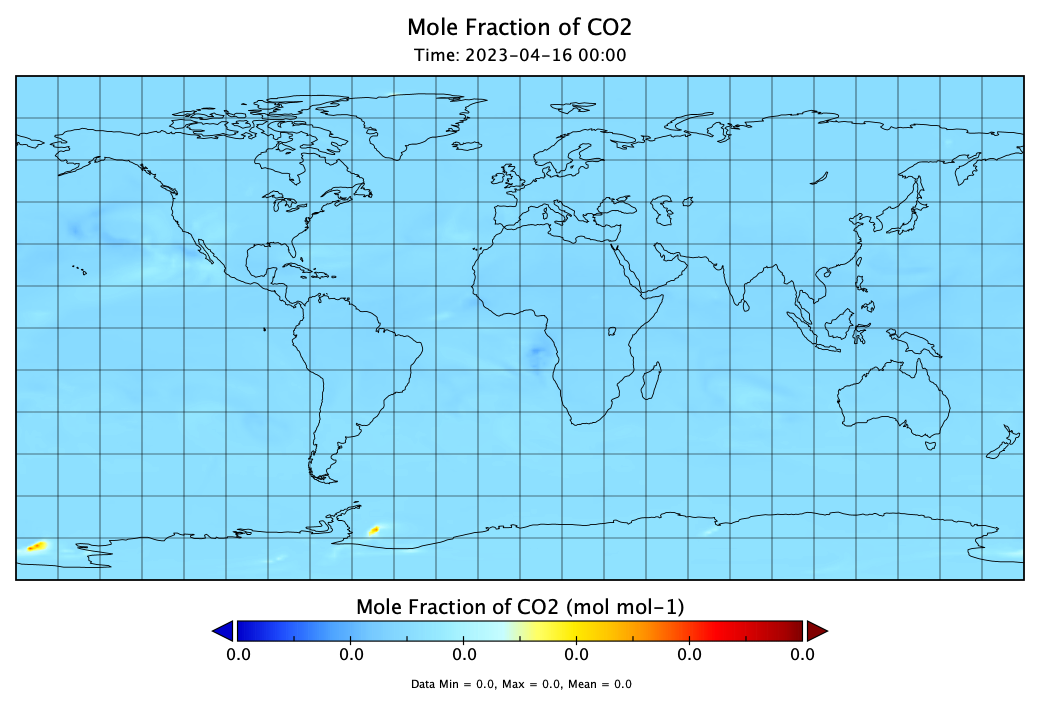 Mole Fraction of CO2
Time: 2023-04-16 00:00
Mole Fraction of CO2 (mol mol-1)
0.0 0.0 0.0 0.0 0.0 0.0
Data Min = 0.0, Max = 0.0, Mean = 0.0